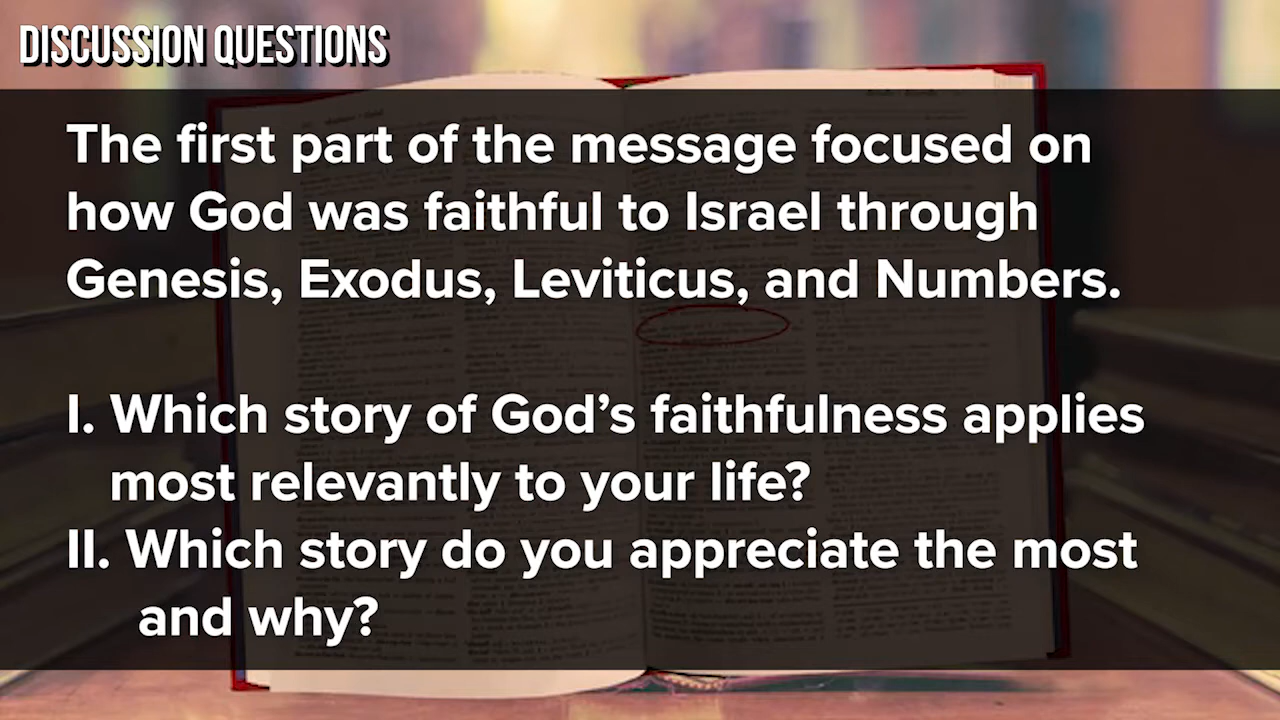 DISCUSSION QUESTIONS
The first part of the message focused on
how God was faithful to Israel through
Genesis, Exodus, Leviticus, and Numbers.
I. Which story of God's faithfulness applies
most relevantly to your life?
II. Which story do you appreciate the most
and why?